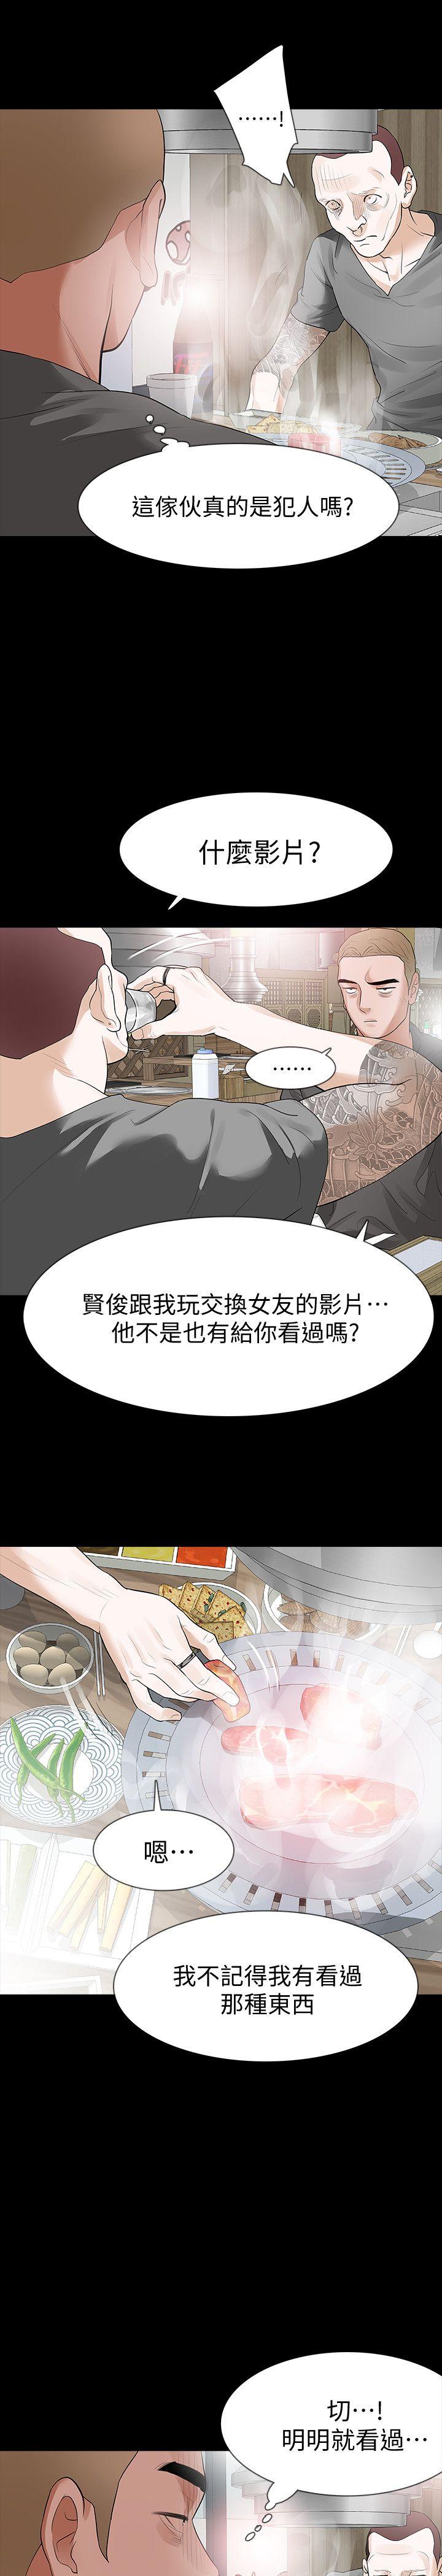 ……!
這傢伙真的是犯人嗎?
什麼影片?
……
賢俊跟我玩交換女友的影片…
他不是也有給你看過嗎?
嗯…
我不記得我有看過
那種東西
切…!
明明就看過…